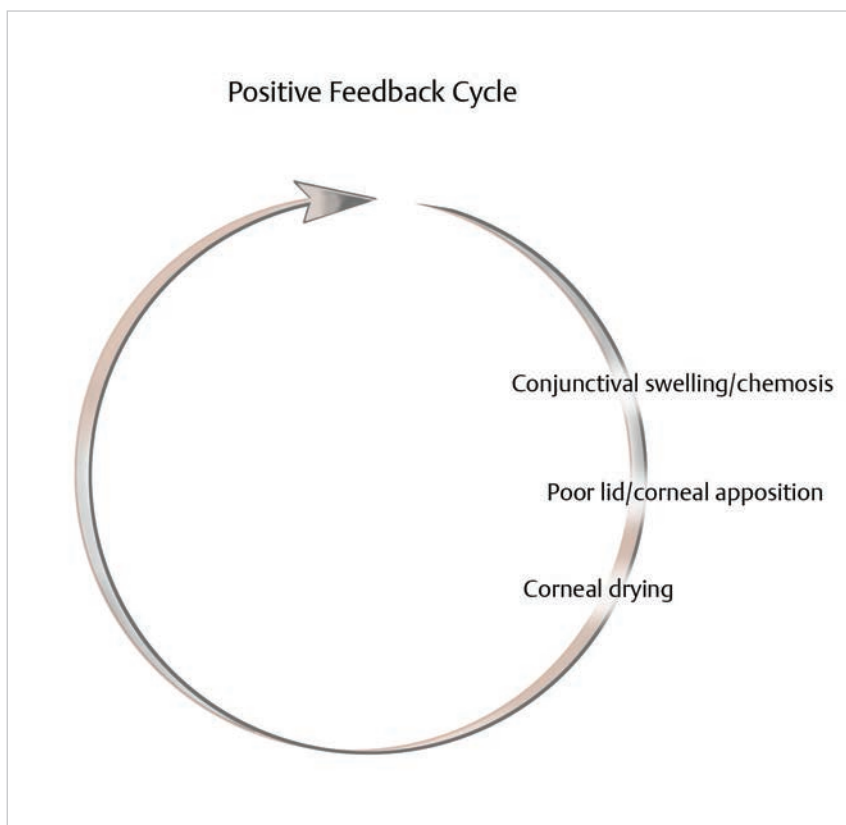 Positive Feedback Cycle
Conjunctival swelling/chemosis
Poor lid/corneal apposition
Corneal drying